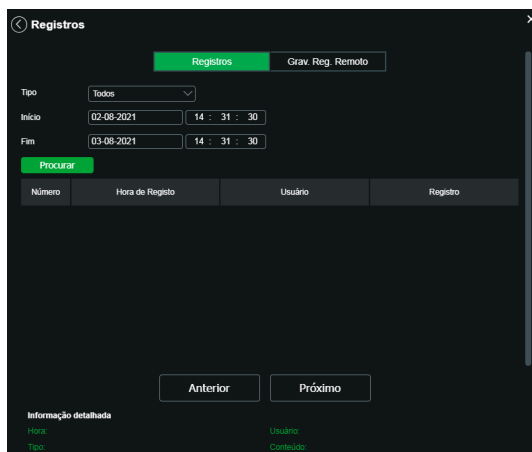 Registros
Registros Grav. Reg. Remoto
Tipo Todos
Início 02-08-2021 14 : 31 : 30
Fim 03-08-2021 14 : 31 : 30
Procurar
Número Hora de Registo Usuário Registro
Anterior Próximo
Informação detalhada
Hora: Usuário:
Tipo: Conteúdo: